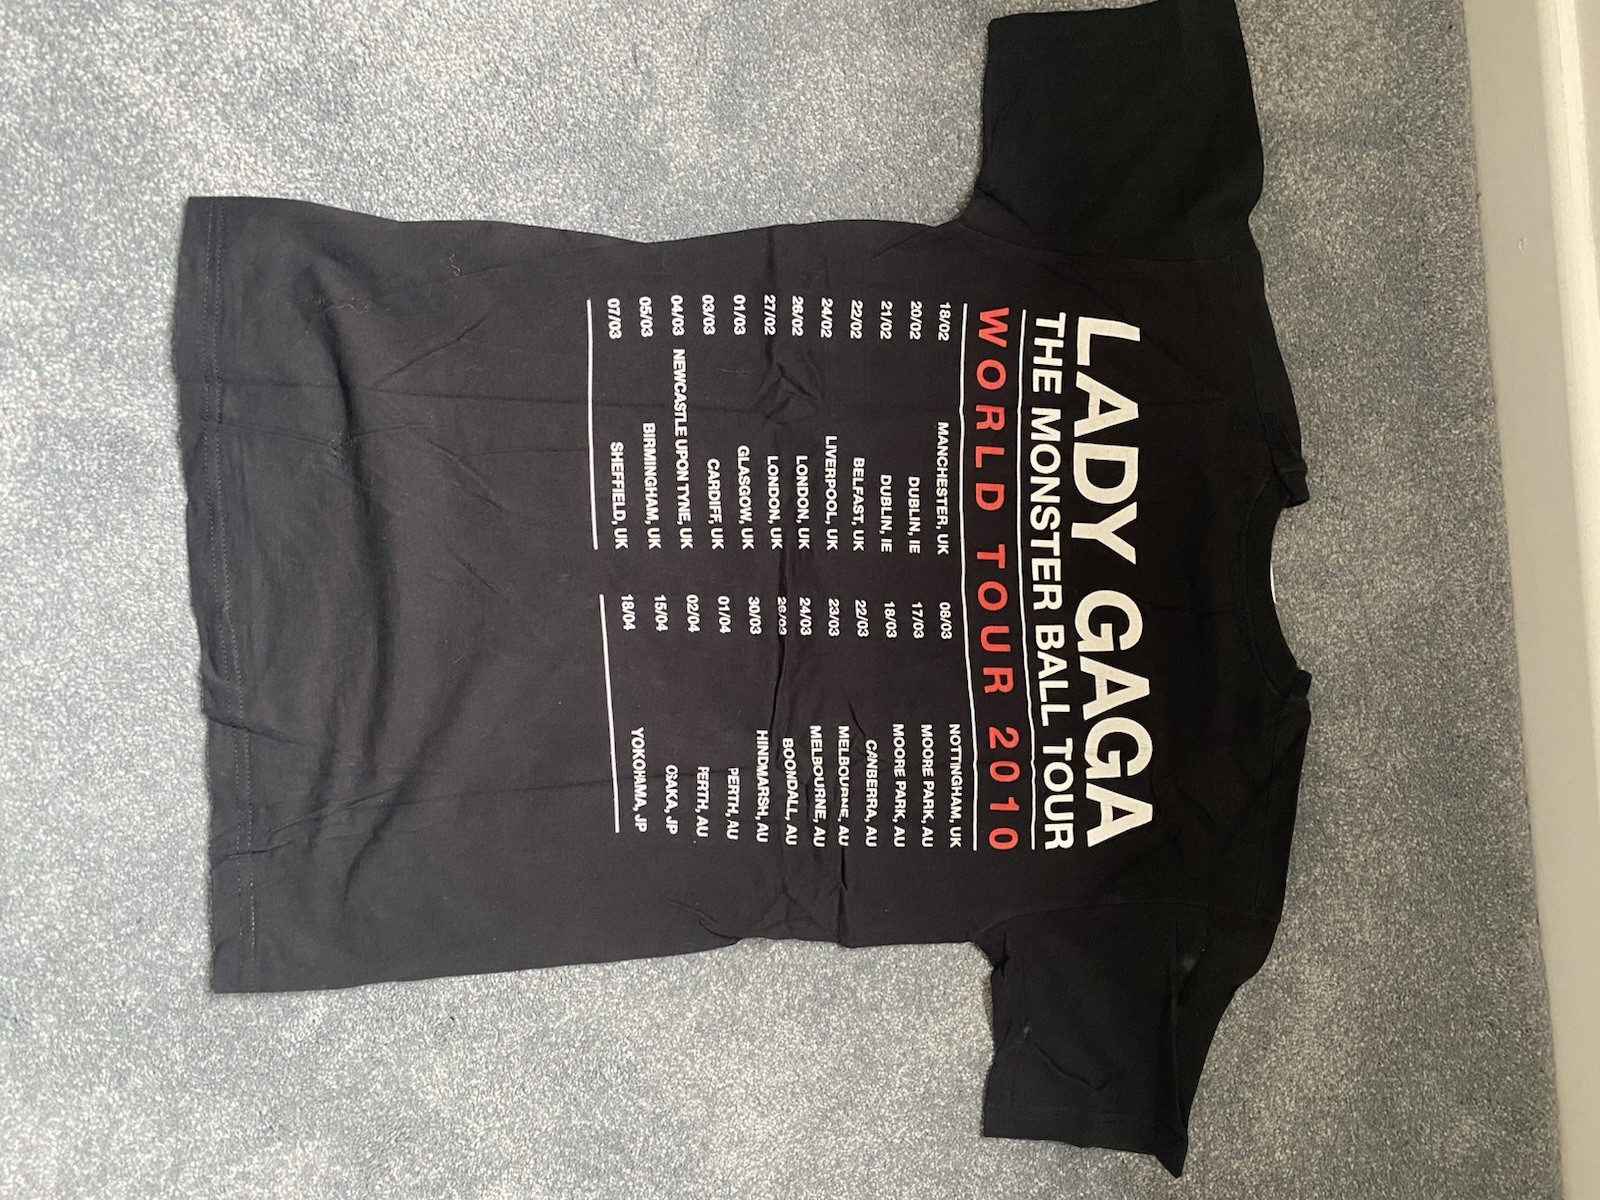 LADY GAGA
THE MONSTER BALL TOUR
WORLD TOUR 2010
18/02 MANCHESTER, UK
20/02 DUBLIN, IE
21/02 DUBLIN, IE
22/02 BELFAST, UK
24/02 LIVERPOOL, UK
26/02 LONDON, UK
27/02 LONDON, UK
01/03 GLASGOW, UK
03/03 CARDIFF, UK
04/03 NEWCASTLE UPON TYNE, UK
05/03 BIRMINGHAM, UK
07/03 SHEFFIELD, UK
08/03 NOTTINGHAM, UK
17/03 MOORE PARK, AU
18/03 MOORE PARK, AU
22/03 CANBERRA, AU
23/03 MELBOURNE, AU
24/03 MELBOURNE, AU
26/03 BOONDALL, AU
30/03 HINDMARSH, AU
01/04 PERTH, AU
02/04 PERTH, AU
15/04 OSAKA, JP
18/04 YOKOHAMA, JP